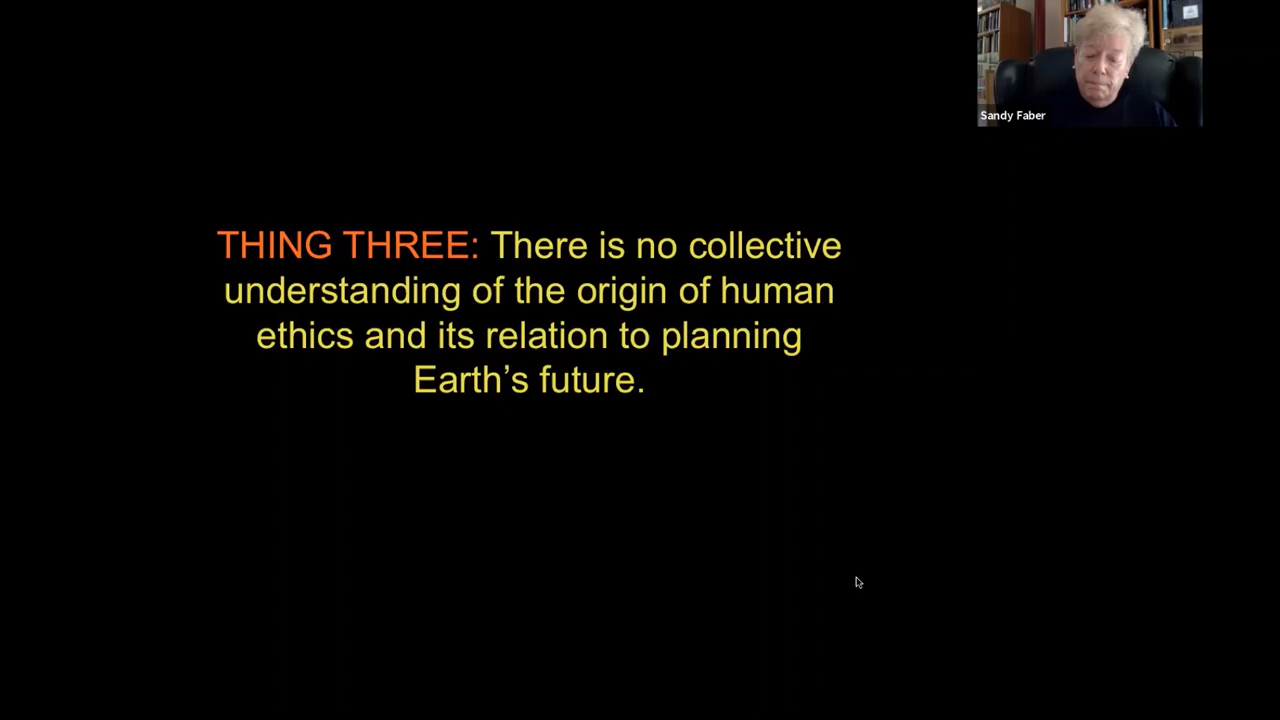 Sandy Faber
THING THREE: There is no collective
understanding of the origin of human
ethics and its relation to planning
Earth’s future.